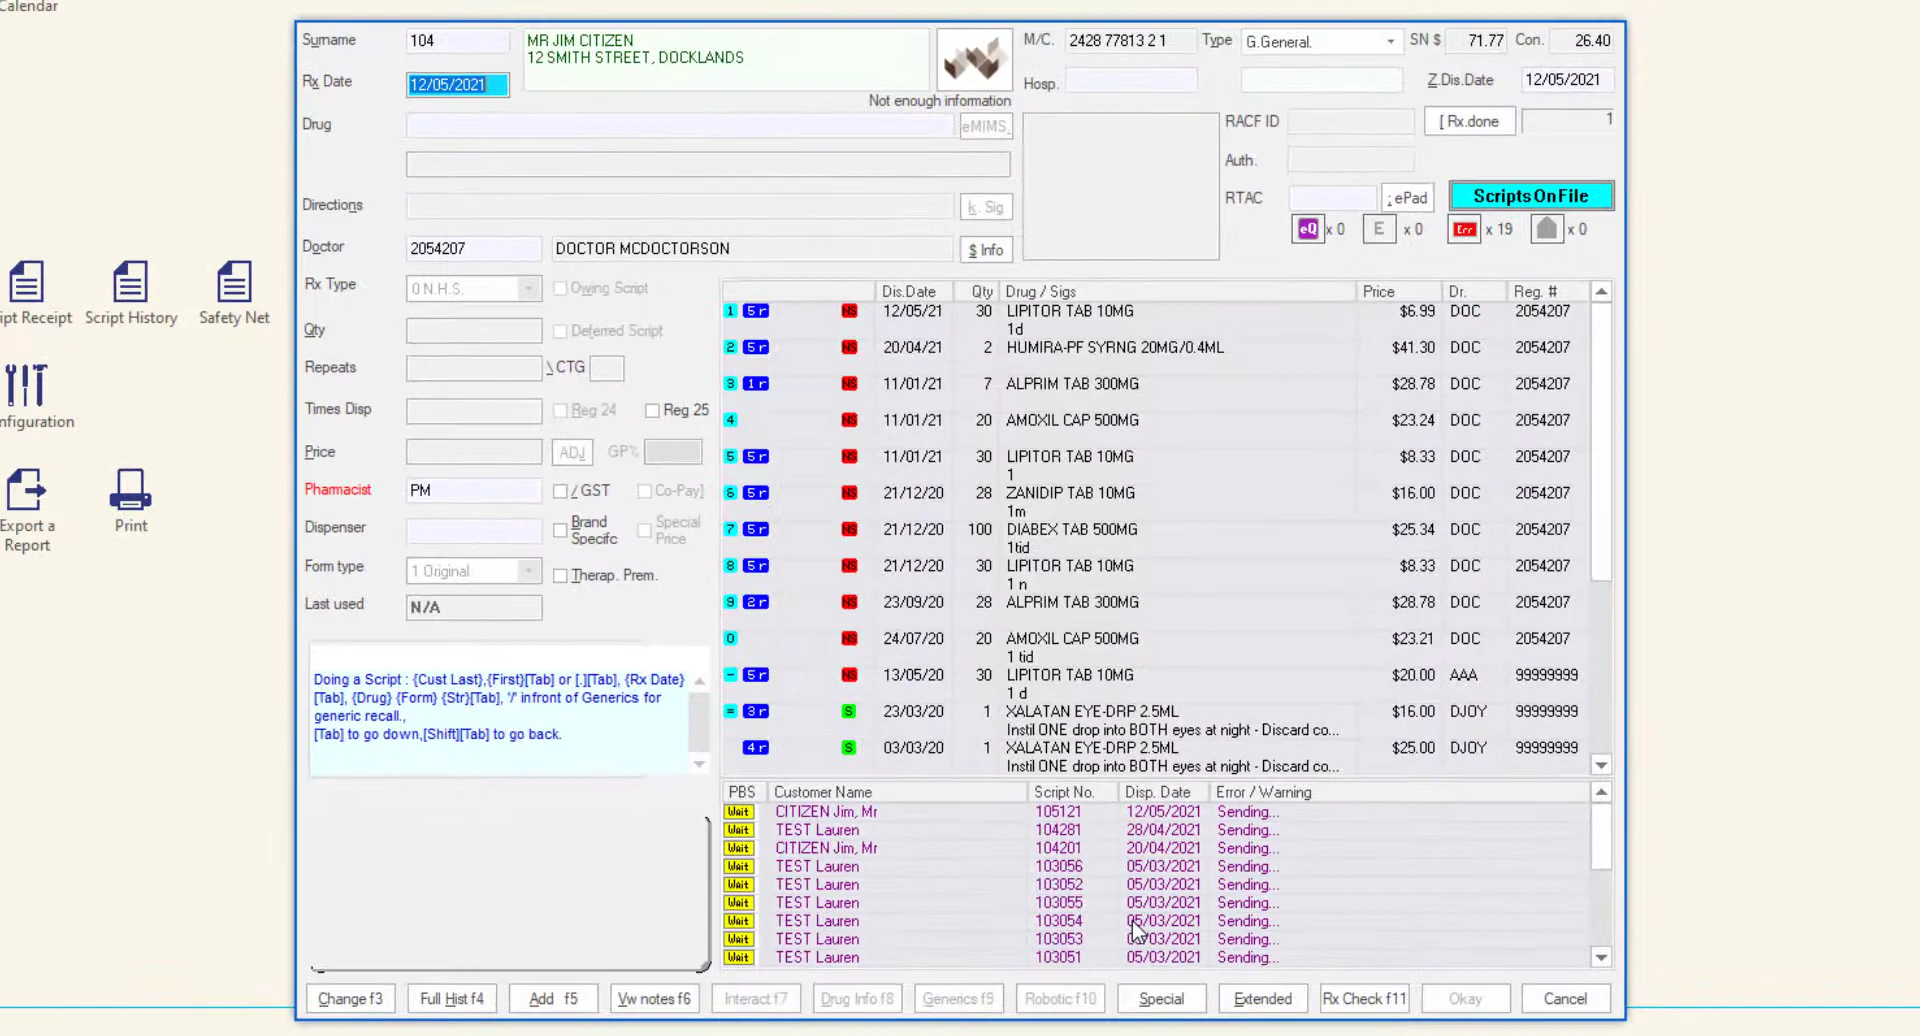 Calendar
Surname 104 MR JIM CITIZEN M/C. 2428 77813 2 1 Type G.General. SN $ 71.77 Con. 26.40
12 SMITH STREET, DOCKLANDS
Rx Date 12/05/2021 Hosp. Z.Dis.Date 12/05/2021
Not enough information
Drug eMIMS. RACF ID [ Rx.done 1
Auth.
Directions k. Sig RTAC ; ePad Scripts On File
eQ x 0 E x 0 Err x 19 x 0
Doctor 2054207 DOCTOR MCDOCTORSON $ Info
Rx Type 0 N.H.S. Owing Script
Qty Deferred Script
Repeats \ CTG
Times Disp Reg 24 Reg 25
Price ADJ GP%
Pharmacist PM / GST Co-Pay]
Dispenser Brand Specifc Special Price
Form type 1 Original Therap. Prem.
Last used N/A
ipt Receipt Script History Safety Net
nfiguration
Export a Report Print
Doing a Script : {Cust Last},{First}[Tab] or [.][Tab], {Rx Date}
[Tab], {Drug} {Form} {Str}[Tab], '/' infront of Generics for
generic recall.,
[Tab] to go down,[Shift][Tab] to go back.
Dis.Date Qty Drug / Sigs Price Dr. Reg. #
1 5 r NS 12/05/21 30 LIPITOR TAB 10MG $6.99 DOC 2054207
1d
2 5 r NS 20/04/21 2 HUMIRA-PF SYRNG 20MG/0.4ML $41.30 DOC 2054207
3 1 r NS 11/01/21 7 ALPRIM TAB 300MG $28.78 DOC 2054207
4 NS 11/01/21 20 AMOXIL CAP 500MG $23.24 DOC 2054207
5 5 r NS 11/01/21 30 LIPITOR TAB 10MG $8.33 DOC 2054207
1
6 5 r NS 21/12/20 28 ZANIDIP TAB 10MG $16.00 DOC 2054207
1m
7 5 r NS 21/12/20 100 DIABEX TAB 500MG $25.34 DOC 2054207
1tid
8 5 r NS 21/12/20 30 LIPITOR TAB 10MG $8.33 DOC 2054207
1 n
9 2 r NS 23/09/20 28 ALPRIM TAB 300MG $28.78 DOC 2054207
0 NS 24/07/20 20 AMOXIL CAP 500MG $23.21 DOC 2054207
1 tid
- 5 r NS 13/05/20 30 LIPITOR TAB 10MG $20.00 AAA 99999999
1 d
= 3 r S 23/03/20 1 XALATAN EYE-DRP 2.5ML $16.00 DJOY 99999999
Instil ONE drop into BOTH eyes at night - Discard co...
4 r S 03/03/20 1 XALATAN EYE-DRP 2.5ML $25.00 DJOY 99999999
Instil ONE drop into BOTH eyes at night - Discard co...
PBS Customer Name Script No. Disp. Date Error / Warning
Wait CITIZEN Jim, Mr 105121 12/05/2021 Sending...
Wait TEST Lauren 104281 28/04/2021 Sending...
Wait CITIZEN Jim, Mr 104201 20/04/2021 Sending...
Wait TEST Lauren 103056 05/03/2021 Sending...
Wait TEST Lauren 103052 05/03/2021 Sending...
Wait TEST Lauren 103055 05/03/2021 Sending...
Wait TEST Lauren 103054 05/03/2021 Sending...
Wait TEST Lauren 103053 05/03/2021 Sending...
Wait TEST Lauren 103051 05/03/2021 Sending...
Change f3 Full Hist f4 Add f5 Vw notes f6 Interact f7 Drug Info f8 Generics f9 Robotic f10 Special Extended Rx Check f11 Okay Cancel